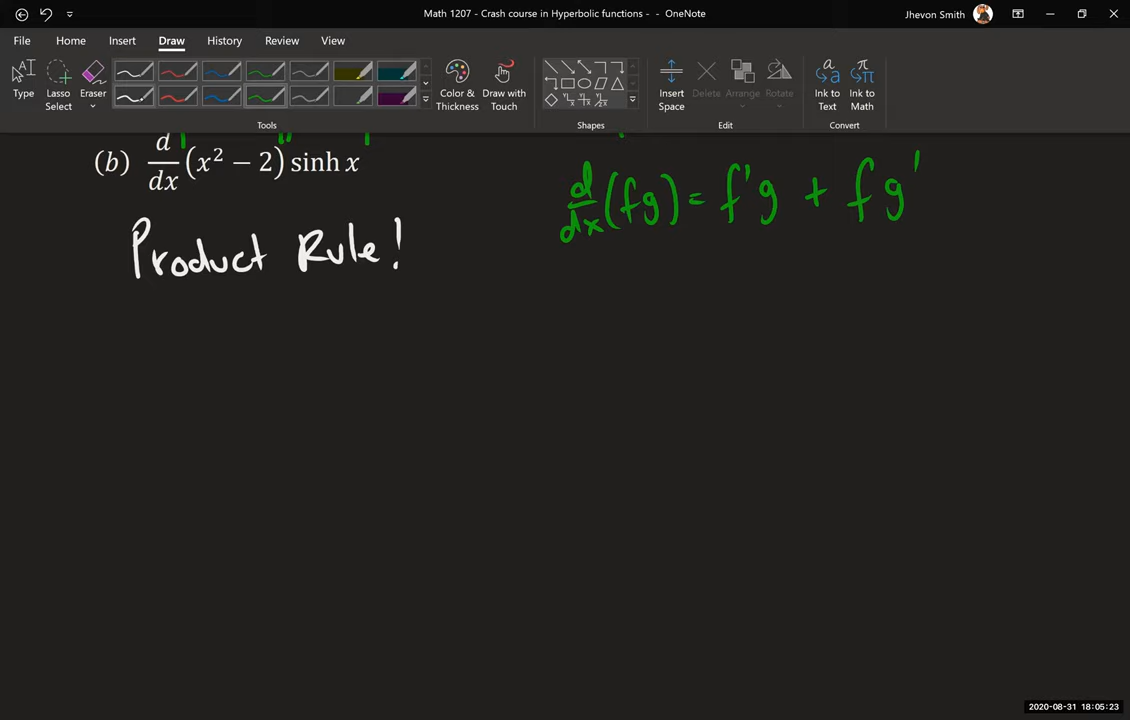 Math 1207 - Crash course in Hyperbolic functions - - OneNote
Jhevon Smith
File Home Insert Draw History Review View
Type Lasso Select Eraser Color & Thickness Draw with Touch Insert Space Delete Arrange Rotate Ink to Text Ink to Math
Tools Shapes Edit Convert
(b) d/dx (x² − 2) sinh x
d/dx (fg) = f'g + fg'
Product Rule!
2020-08-31 18:05:23